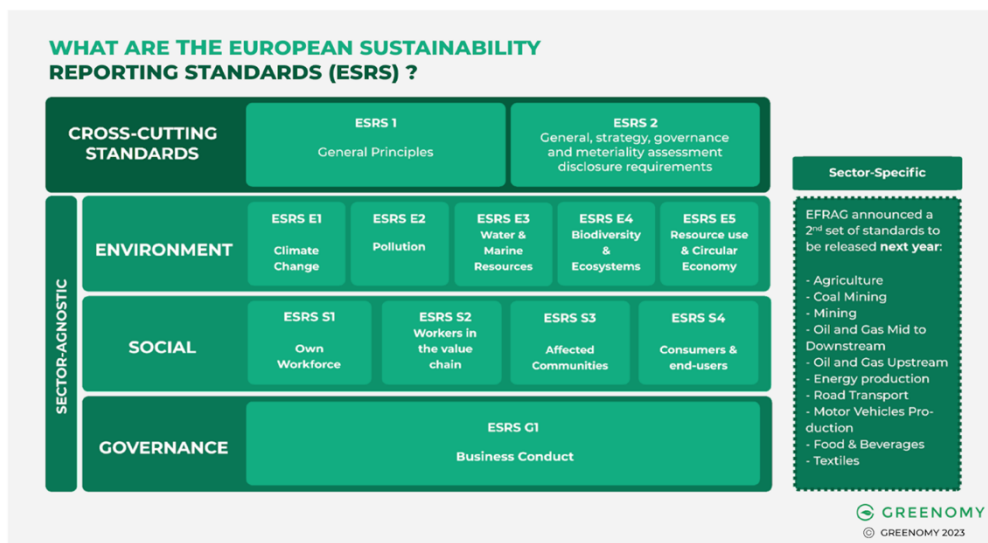 WHAT ARE THE EUROPEAN SUSTAINABILITY
REPORTING STANDARDS (ESRS) ?
CROSS-CUTTING
STANDARDS
ESRS 1
General Principles
ESRS 2
General, strategy, governance
and meteriality assessment
disclosure requirements
SECTOR-AGNOSTIC
ENVIRONMENT
ESRS E1
Climate
Change
ESRS E2
Pollution
ESRS E3
Water &
Marine
Resources
ESRS E4
Biodiversity
&
Ecosystems
ESRS E5
Resource use
& Circular
Economy
SOCIAL
ESRS S1
Own
Workforce
ESRS S2
Workers in
the value
chain
ESRS S3
Affected
Communities
ESRS S4
Consumers &
end-users
GOVERNANCE
ESRS G1
Business Conduct
Sector-Specific
EFRAG announced a
2nd set of standards to
be released next year:
- Agriculture
- Coal Mining
- Mining
- Oil and Gas Mid to
Downstream
- Oil and Gas Upstream
- Energy production
- Road Transport
- Motor Vehicles Pro-
duction
- Food & Beverages
- Textiles
GREENOMY
© GREENOMY 2023